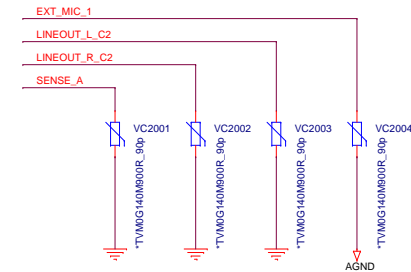 EXT_MIC_1
LINEOUT_L_C2
LINEOUT_R_C2
SENSE_A
VC2001
*TVM0G140M900R_90p
VC2002
*TVM0G140M900R_90p
VC2003
*TVM0G140M900R_90p
VC2004
*TVM0G140M900R_90p
AGND